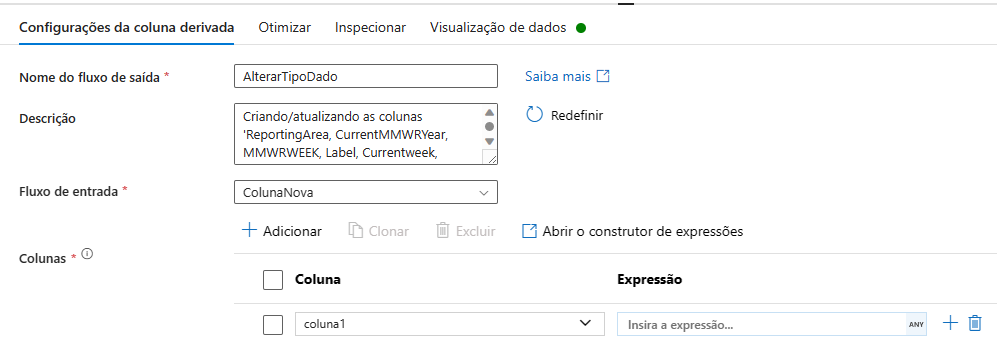 Configurações da coluna derivada Otimizar Inspecionar Visualização de dados
Nome do fluxo de saída * AlterarTipoDado Saiba mais
Descrição Criando/atualizando as colunas Redefinir
'ReportingArea, CurrentMMWRYear,
MMWRWEEK, Label, Currentweek,
Fluxo de entrada * ColunaNova
Adicionar Clonar Excluir Abrir o construtor de expressões
Colunas *
Coluna Expressão
coluna1 Insira a expressão... ANY